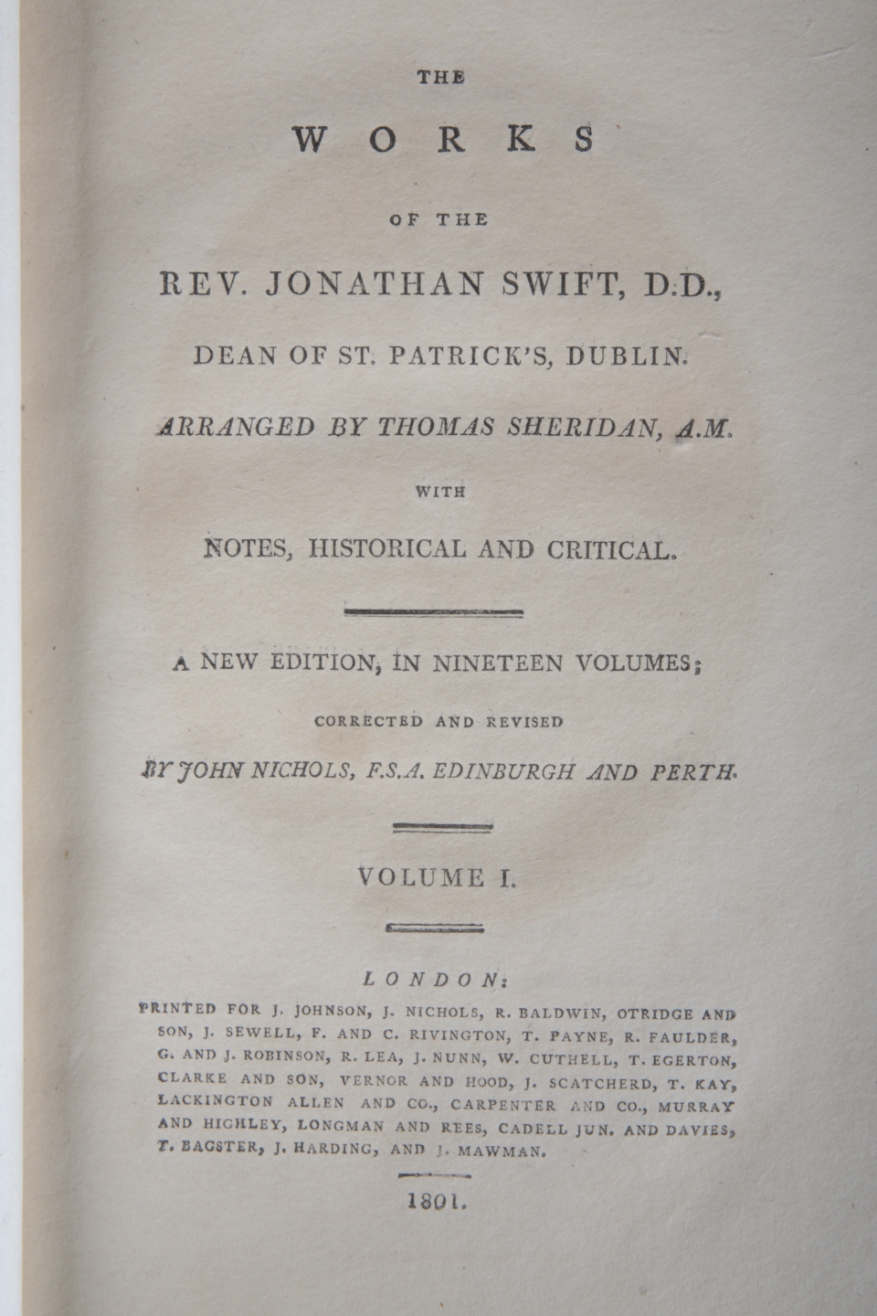 THE
WORKS
OF THE
REV. JONATHAN SWIFT, D.D.,
DEAN OF ST. PATRICK'S, DUBLIN.
ARRANGED BY THOMAS SHERIDAN, A.M.
WITH
NOTES, HISTORICAL AND CRITICAL.
A NEW EDITION, IN NINETEEN VOLUMES;
CORRECTED AND REVISED
BY JOHN NICHOLS, F.S.A. EDINBURGH AND PERTH.
VOLUME I.
LONDON:
PRINTED FOR J. JOHNSON, J. NICHOLS, R. BALDWIN, OTRIDGE AND
SON, J. SEWELL, F. AND C. RIVINGTON, T. PAYNE, R. FAULDER,
G. AND J. ROBINSON, R. LEA, J. NUNN, W. CUTHELL, T. EGERTON,
CLARKE AND SON, VERNOR AND HOOD, J. SCATCHERD, T. KAY,
LACKINGTON ALLEN AND CO., CARPENTER AND CO., MURRAY
AND HIGHLEY, LONGMAN AND REES, CADELL JUN. AND DAVIES,
T. BAGSTER, J. HARDING, AND J. MAWMAN.
1801.